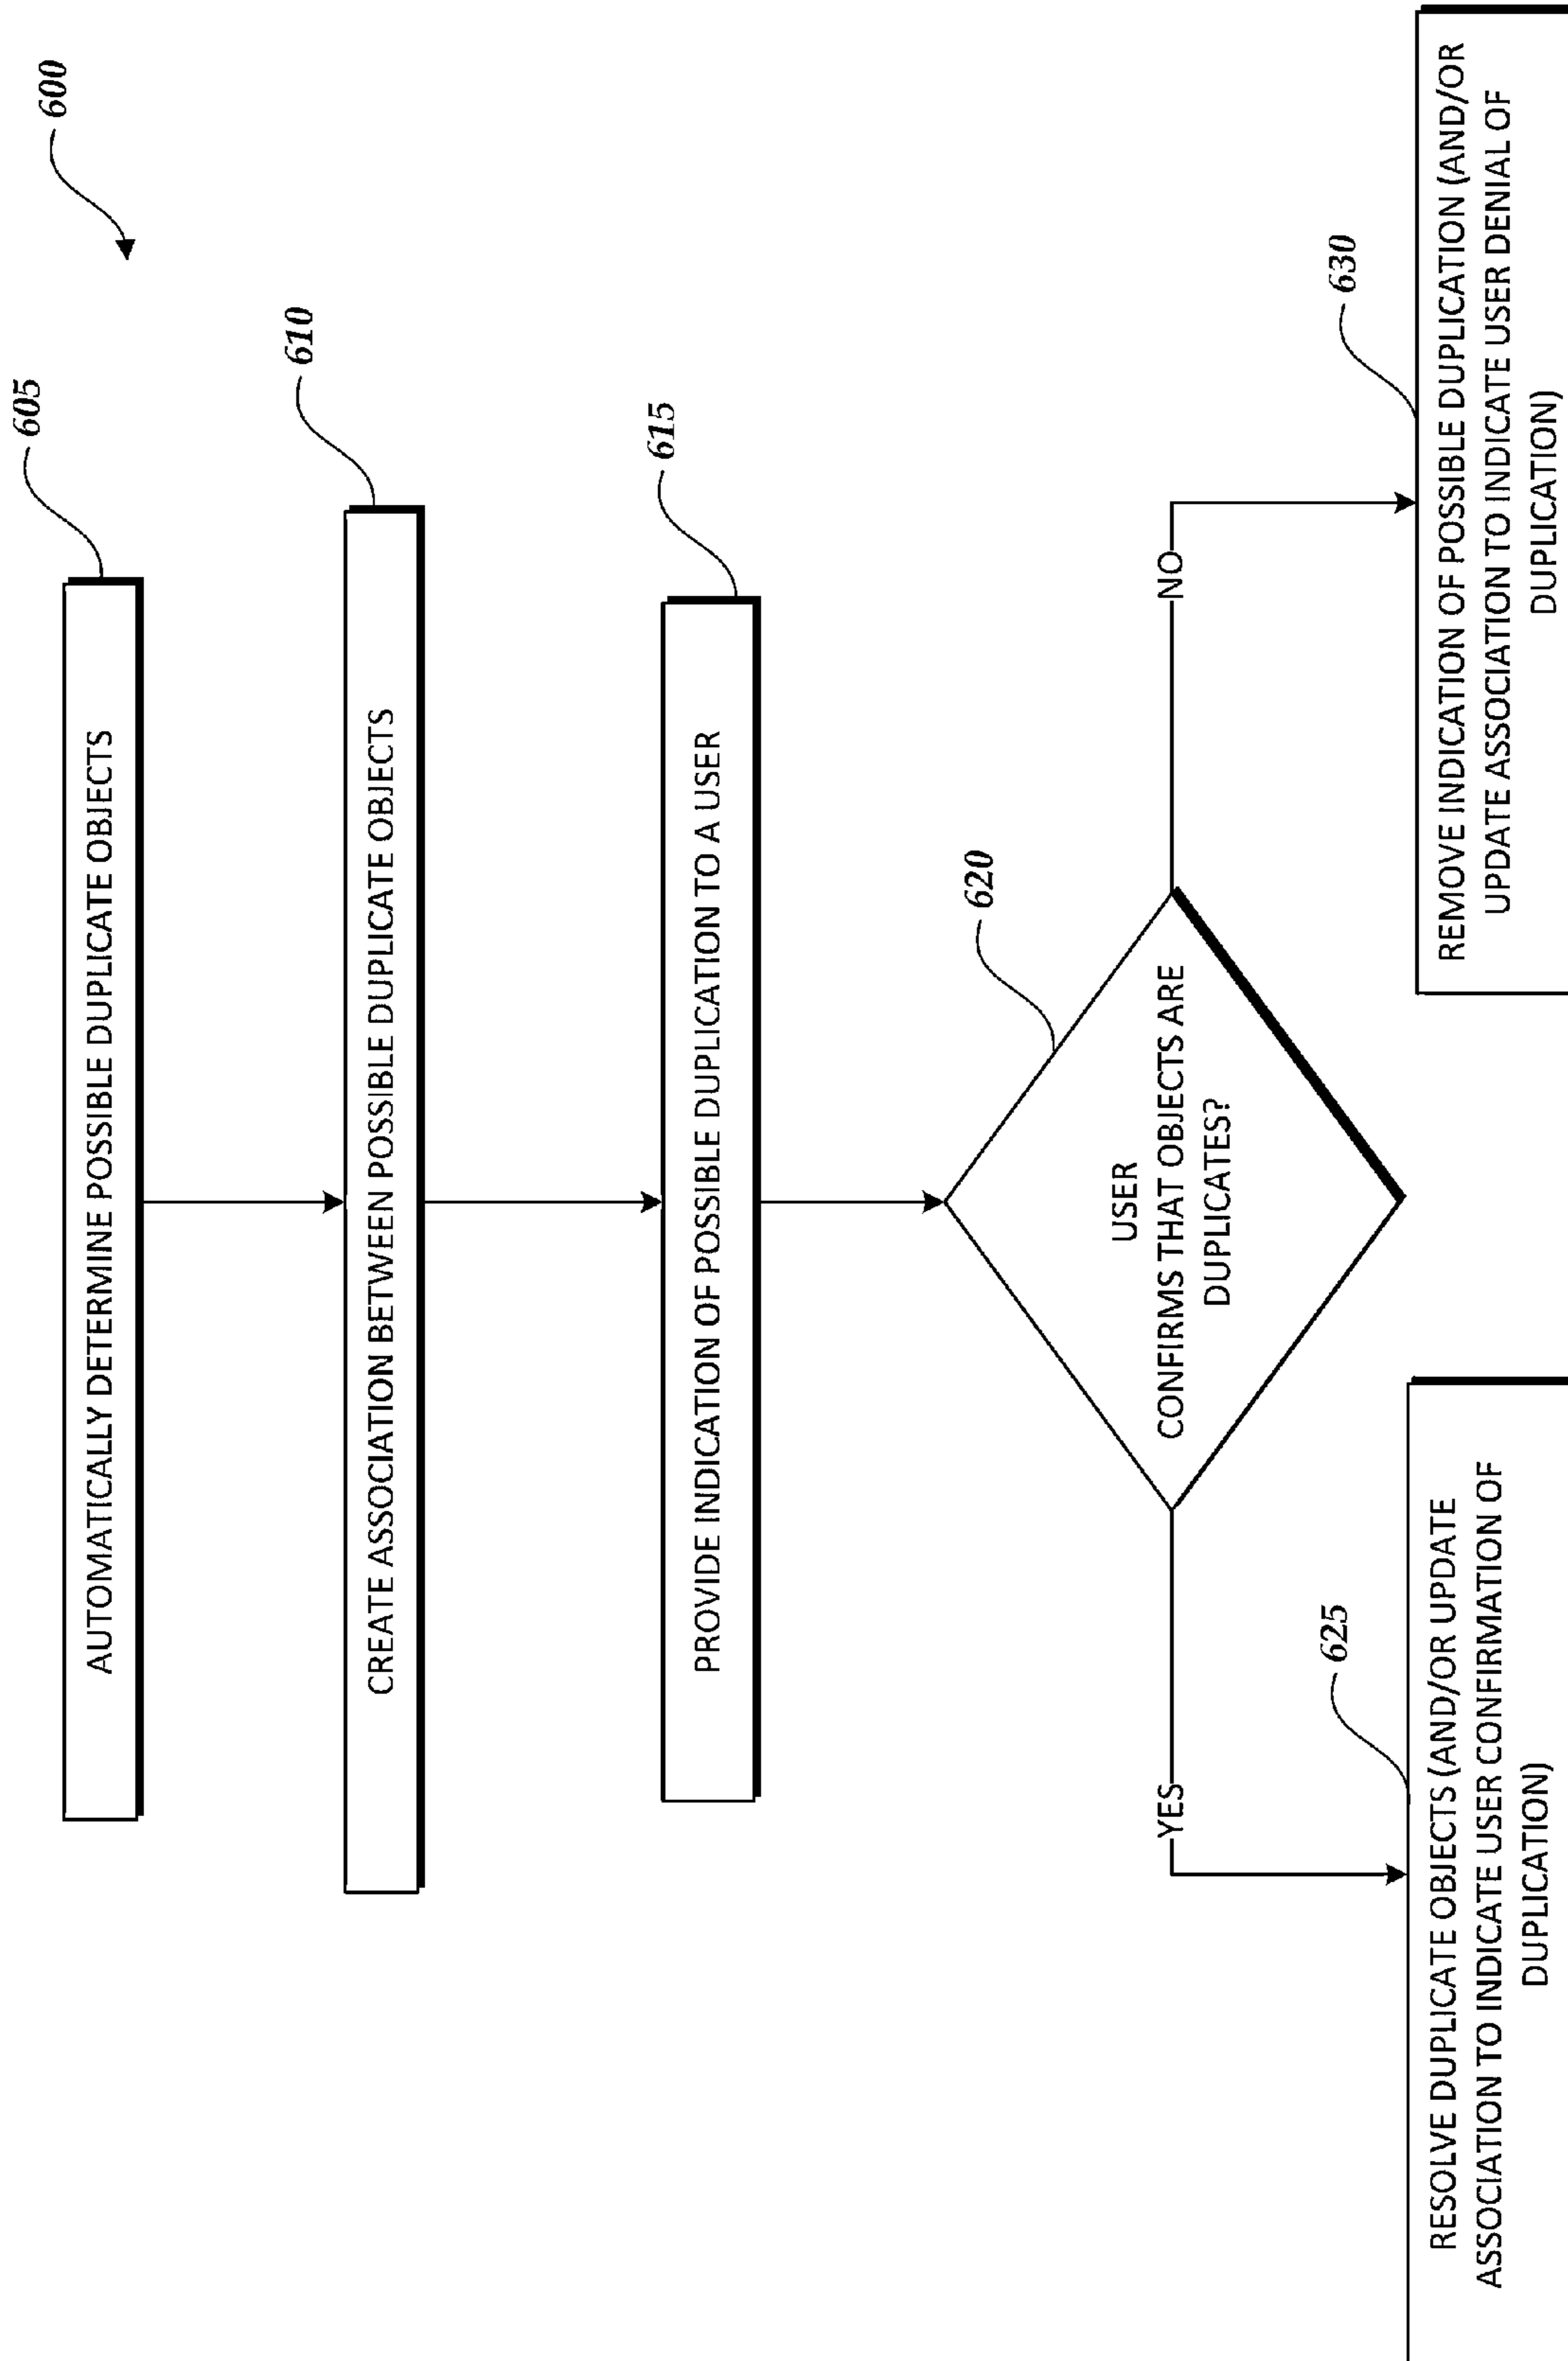 600
605
AUTOMATICALLY DETERMINE POSSIBLE DUPLICATE OBJECTS
610
CREATE ASSOCIATION BETWEEN POSSIBLE DUPLICATE OBJECTS
615
PROVIDE INDICATION OF POSSIBLE DUPLICATION TO A USER
620
USER
CONFIRMS THAT OBJECTS ARE
DUPLICATES?
YES
NO
625
RESOLVE DUPLICATE OBJECTS (AND/OR UPDATE
ASSOCIATION TO INDICATE USER CONFIRMATION OF
DUPLICATION)
630
REMOVE INDICATION OF POSSIBLE DUPLICATION (AND/OR
UPDATE ASSOCIATION TO INDICATE USER DENIAL OF
DUPLICATION)